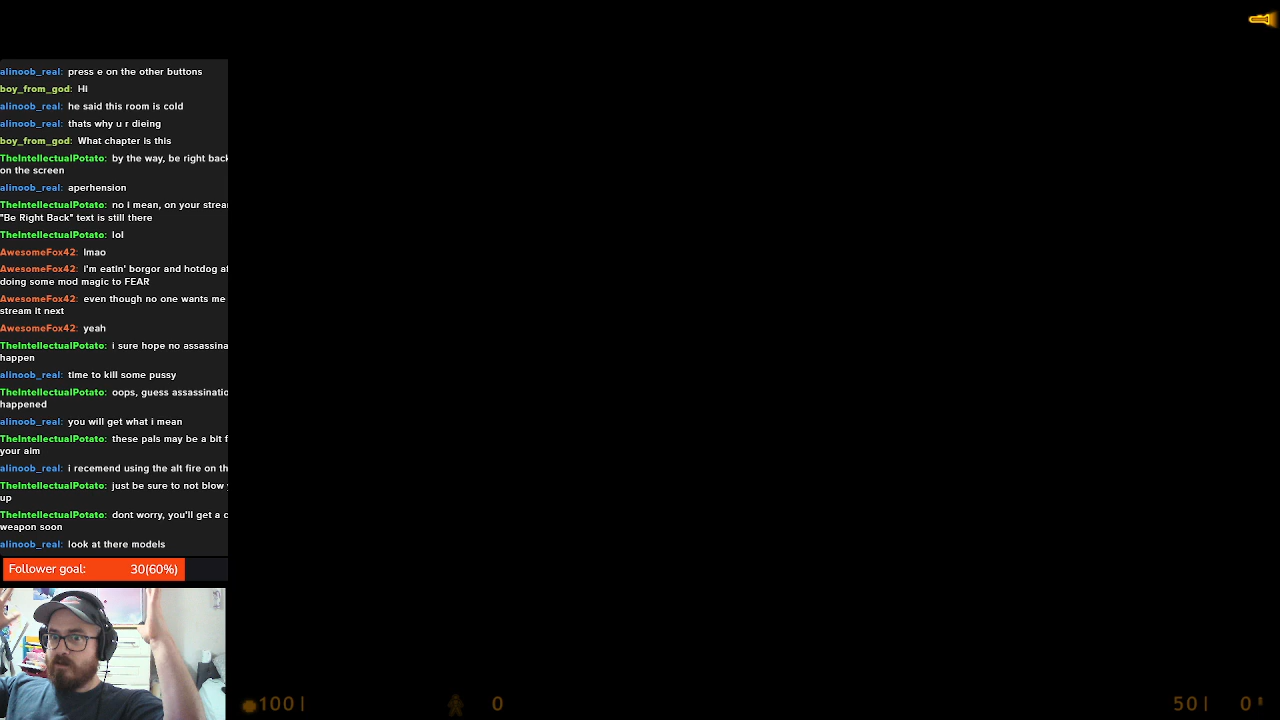 alinoob_real: press e on the other buttons
boy_from_god: Hi
alinoob_real: he said this room is cold
alinoob_real: thats why u r dieing
boy_from_god: What chapter is this
TheIntellectualPotato: by the way, be right back
on the screen
alinoob_real: aperhension
TheIntellectualPotato: no I mean, on your strea
"Be Right Back" text is still there
TheIntellectualPotato: lol
AwesomeFox42: lmao
AwesomeFox42: i'm eatin' borgor and hotdog a
doing some mod magic to FEAR
AwesomeFox42: even though no one wants me
stream it next
AwesomeFox42: yeah
TheIntellectualPotato: i sure hope no assassina
happen
alinoob_real: time to kill some pussy
TheIntellectualPotato: oops, guess assassinatio
happened
alinoob_real: you will get what i mean
TheIntellectualPotato: these pals may be a bit f
your aim
alinoob_real: i recemend using the alt fire on th
TheIntellectualPotato: just be sure to not blow
up
TheIntellectualPotato: dont worry, you'll get a c
weapon soon
alinoob_real: look at there models
Follower goal: 30(60%)
100 0 50 0